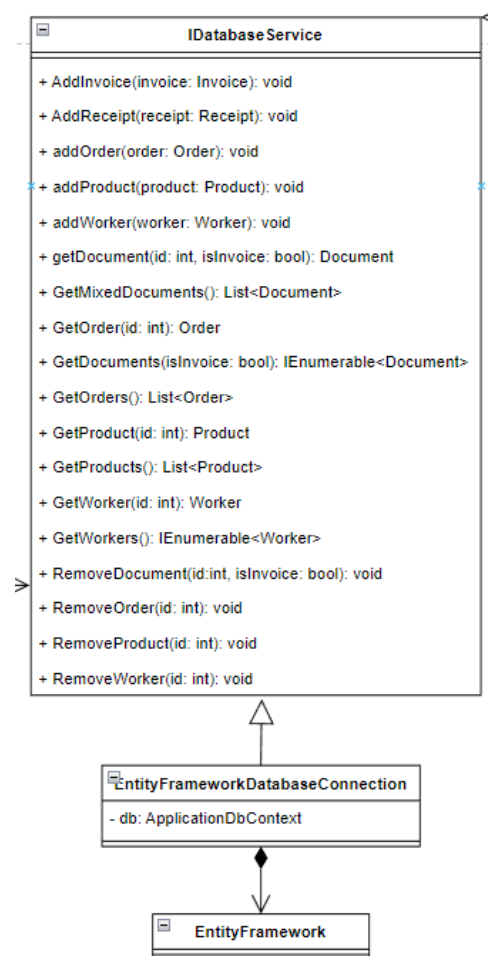 IDatabaseService
+ AddInvoice(invoice: Invoice): void
+ AddReceipt(receipt: Receipt): void
+ addOrder(order: Order): void
+ addProduct(product: Product): void
+ addWorker(worker: Worker): void
+ getDocument(id: int, isInvoice: bool): Document
+ GetMixedDocuments(): List<Document>
+ GetOrder(id: int): Order
+ GetDocuments(isInvoice: bool): IEnumerable<Document>
+ GetOrders(): List<Order>
+ GetProduct(id: int): Product
+ GetProducts(): List<Product>
+ GetWorker(id: int): Worker
+ GetWorkers(): IEnumerable<Worker>
+ RemoveDocument(id:int, isInvoice: bool): void
+ RemoveOrder(id: int): void
+ RemoveProduct(id: int): void
+ RemoveWorker(id: int): void
EntityFrameworkDatabaseConnection
- db: ApplicationDbContext
EntityFramework